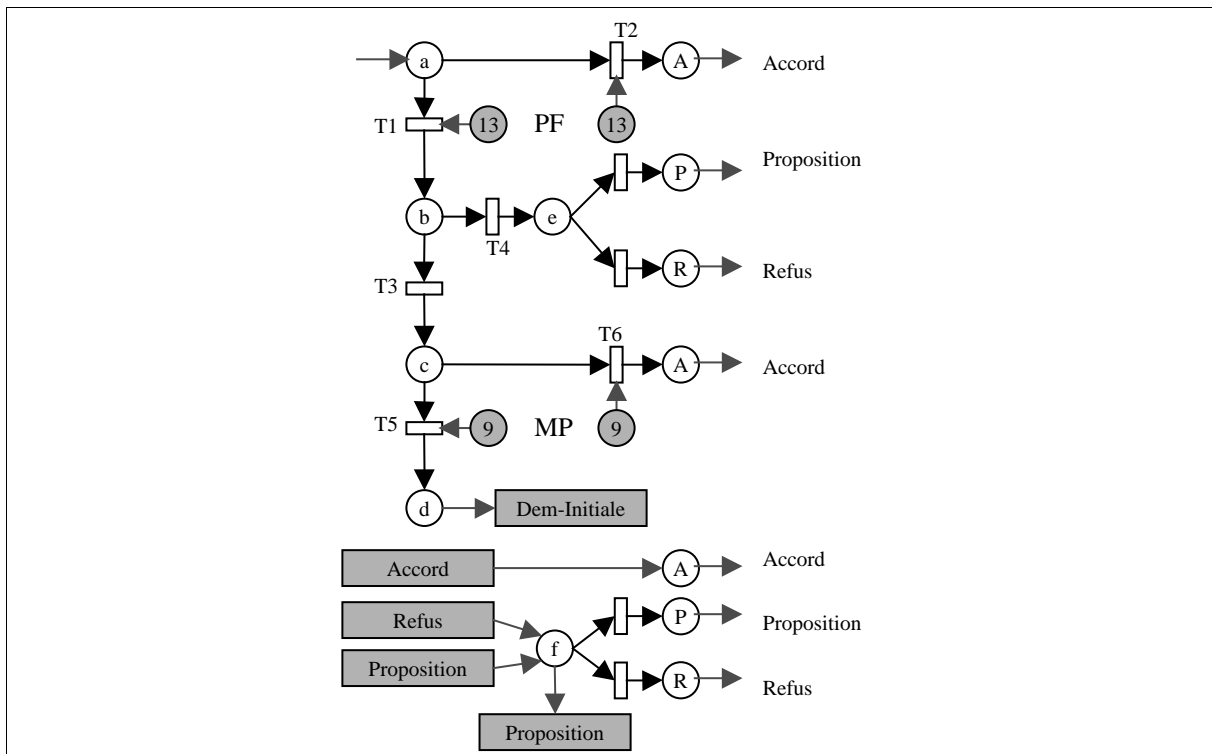 T2
a
A
Accord
T1
13
PF
13
Proposition
P
b
e
T4
R
Refus
T3
T6
c
A
Accord
T5
9
MP
9
d
Dem-Initiale
Accord
A
Accord
Refus
P
Proposition
f
Proposition
R
Refus
Proposition